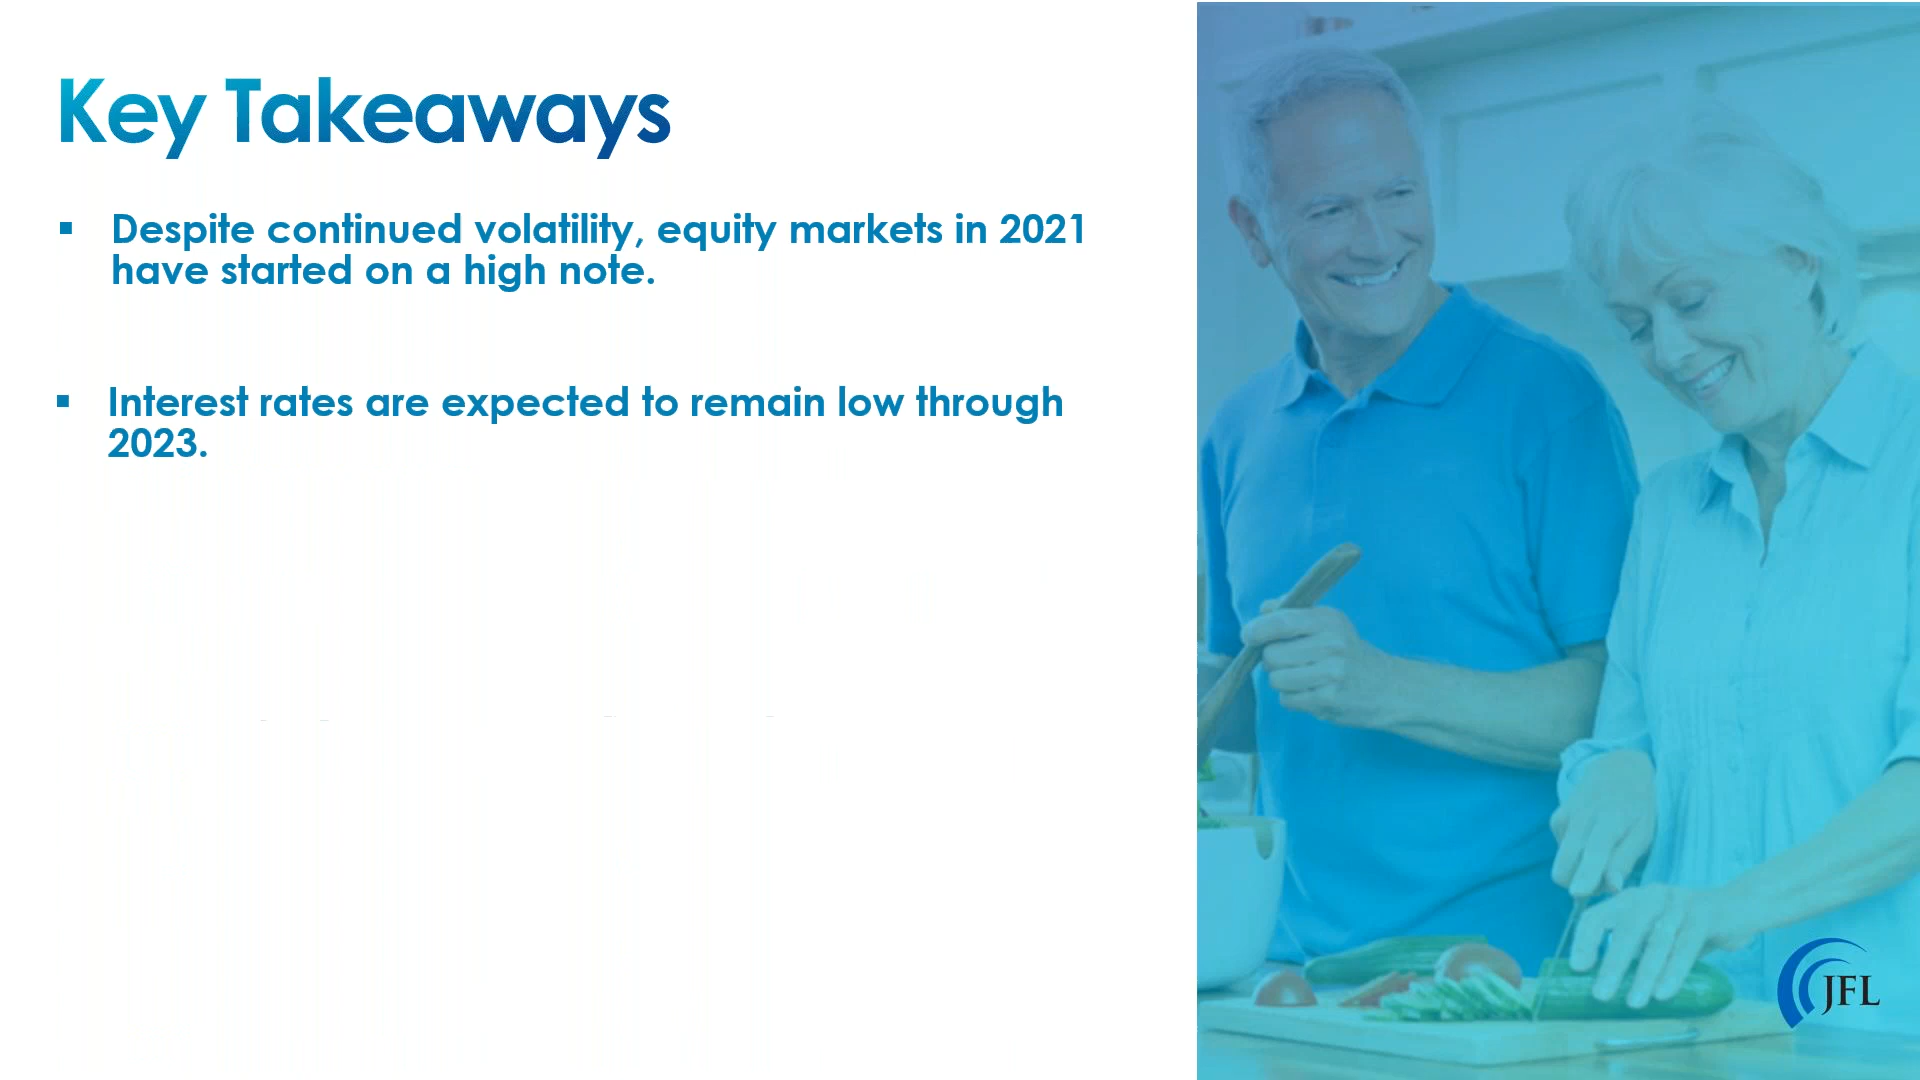 Key Takeaways
▪ Despite continued volatility, equity markets in 2021
have started on a high note.
▪ Interest rates are expected to remain low through
2023.
JFL